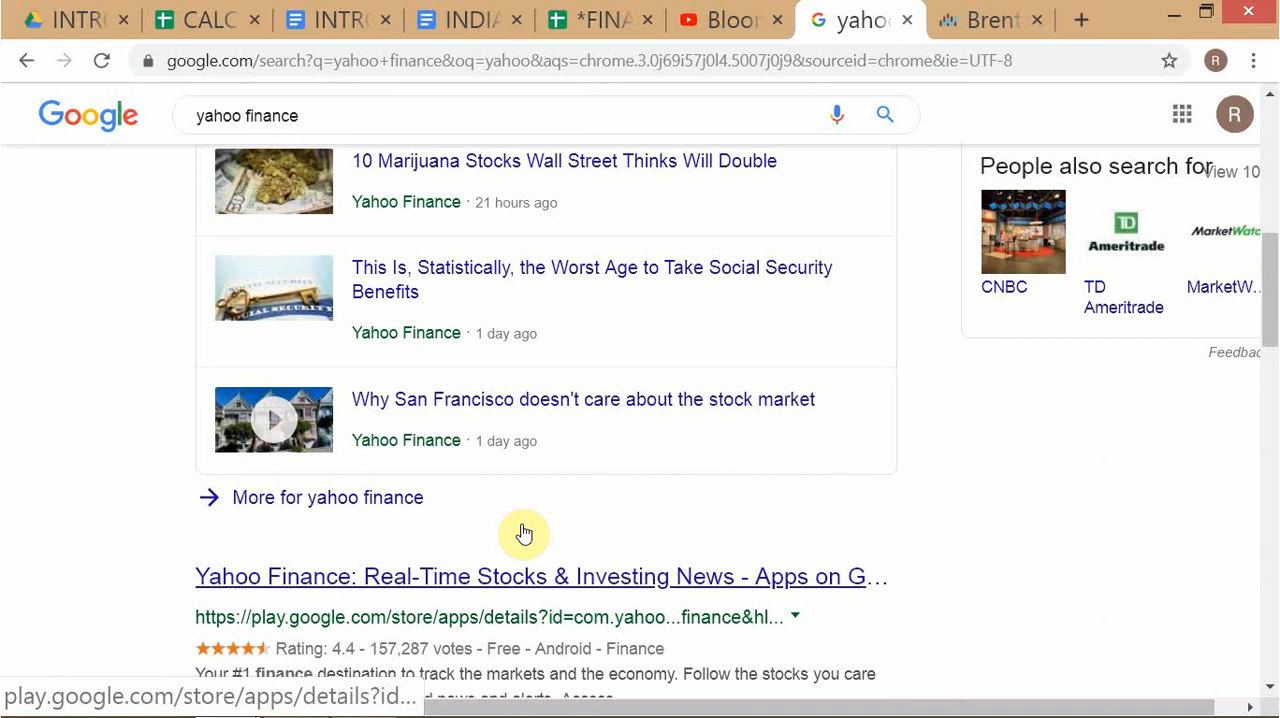 INTRO
CALC
INTRO
INDIA
*FINA
Bloom
yahoo
Brent
google.com/search?q=yahoo+finance&oq=yahoo&aqs=chrome.3.0j69i57j0l4.5007j0j9&sourceid=chrome&ie=UTF-8
R
Google
yahoo finance
R
10 Marijuana Stocks Wall Street Thinks Will Double
Yahoo Finance · 21 hours ago
This Is, Statistically, the Worst Age to Take Social Security
Benefits
Yahoo Finance · 1 day ago
Why San Francisco doesn't care about the stock market
Yahoo Finance · 1 day ago
More for yahoo finance
People also search for
View 10
TD
Ameritrade
MarketWatc
CNBC
TD
Ameritrade
MarketW...
Feedbac
Yahoo Finance: Real-Time Stocks & Investing News - Apps on G...
https://play.google.com/store/apps/details?id=com.yahoo...finance&hl...
Rating: 4.4 - 157,287 votes - Free - Android - Finance
Your #1 finance destination to track the markets and the economy. Follow the stocks you care
play.google.com/store/apps/details?id...